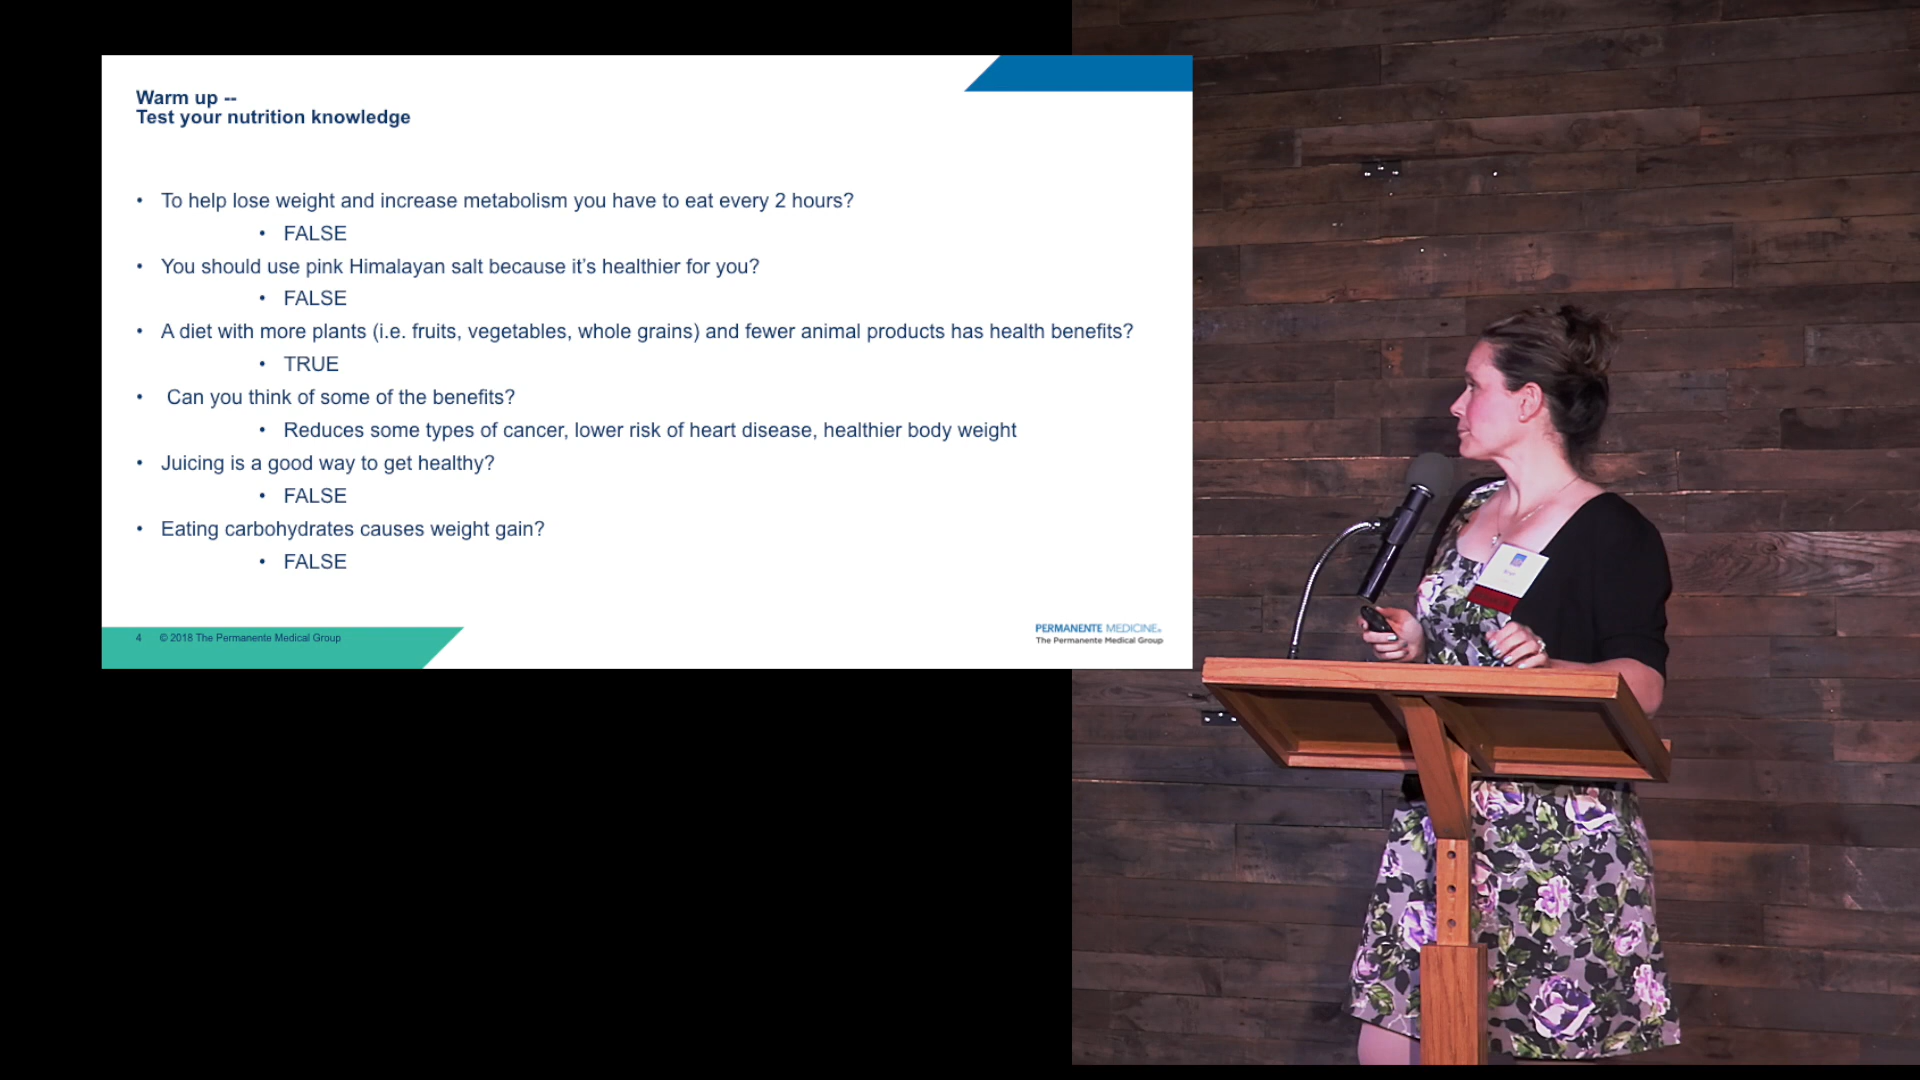 Warm up --
Test your nutrition knowledge
• To help lose weight and increase metabolism you have to eat every 2 hours?
• FALSE
• You should use pink Himalayan salt because it’s healthier for you?
• FALSE
• A diet with more plants (i.e. fruits, vegetables, whole grains) and fewer animal products has health benefits?
• TRUE
• Can you think of some of the benefits?
• Reduces some types of cancer, lower risk of heart disease, healthier body weight
• Juicing is a good way to get healthy?
• FALSE
• Eating carbohydrates causes weight gain?
• FALSE
4 © 2018 The Permanente Medical Group
PERMANENTE MEDICINE®
The Permanente Medical Group